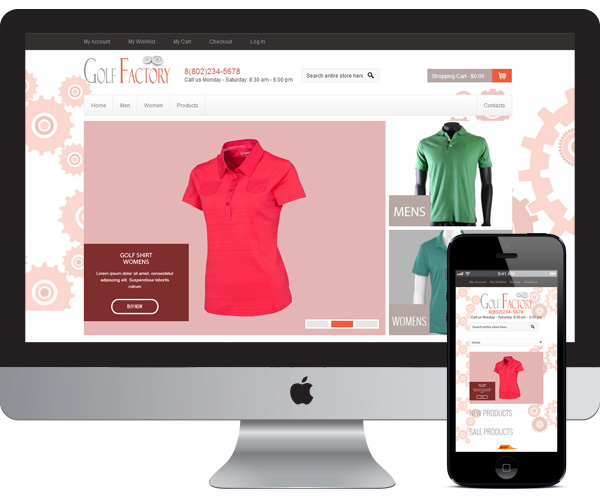 My Account My Wishlist My Cart Checkout Log In
GOLF FACTORY
8(802)234-5678
Call us Monday - Saturday: 8:30 am - 6:00 pm
Search entire store here...
Shopping Cart - $0.00
Home Men Women Products Contacts
GOLF SHIRT
WOMENS
Lorem ipsum dolor sit amet, consectetur
adipiscing elit. Suspendisse lobortis
rutrum
BUY NOW
MENS
WOMENS
9:41 AM
My Account My Wishlist My Cart Checkout
GOLF FACTORY
8(802)234-5678
Call us Monday - Saturday: 8:30 am - 6:00 pm
Search entire store here...
Home
NEW PRODUCTS
SALE PRODUCTS